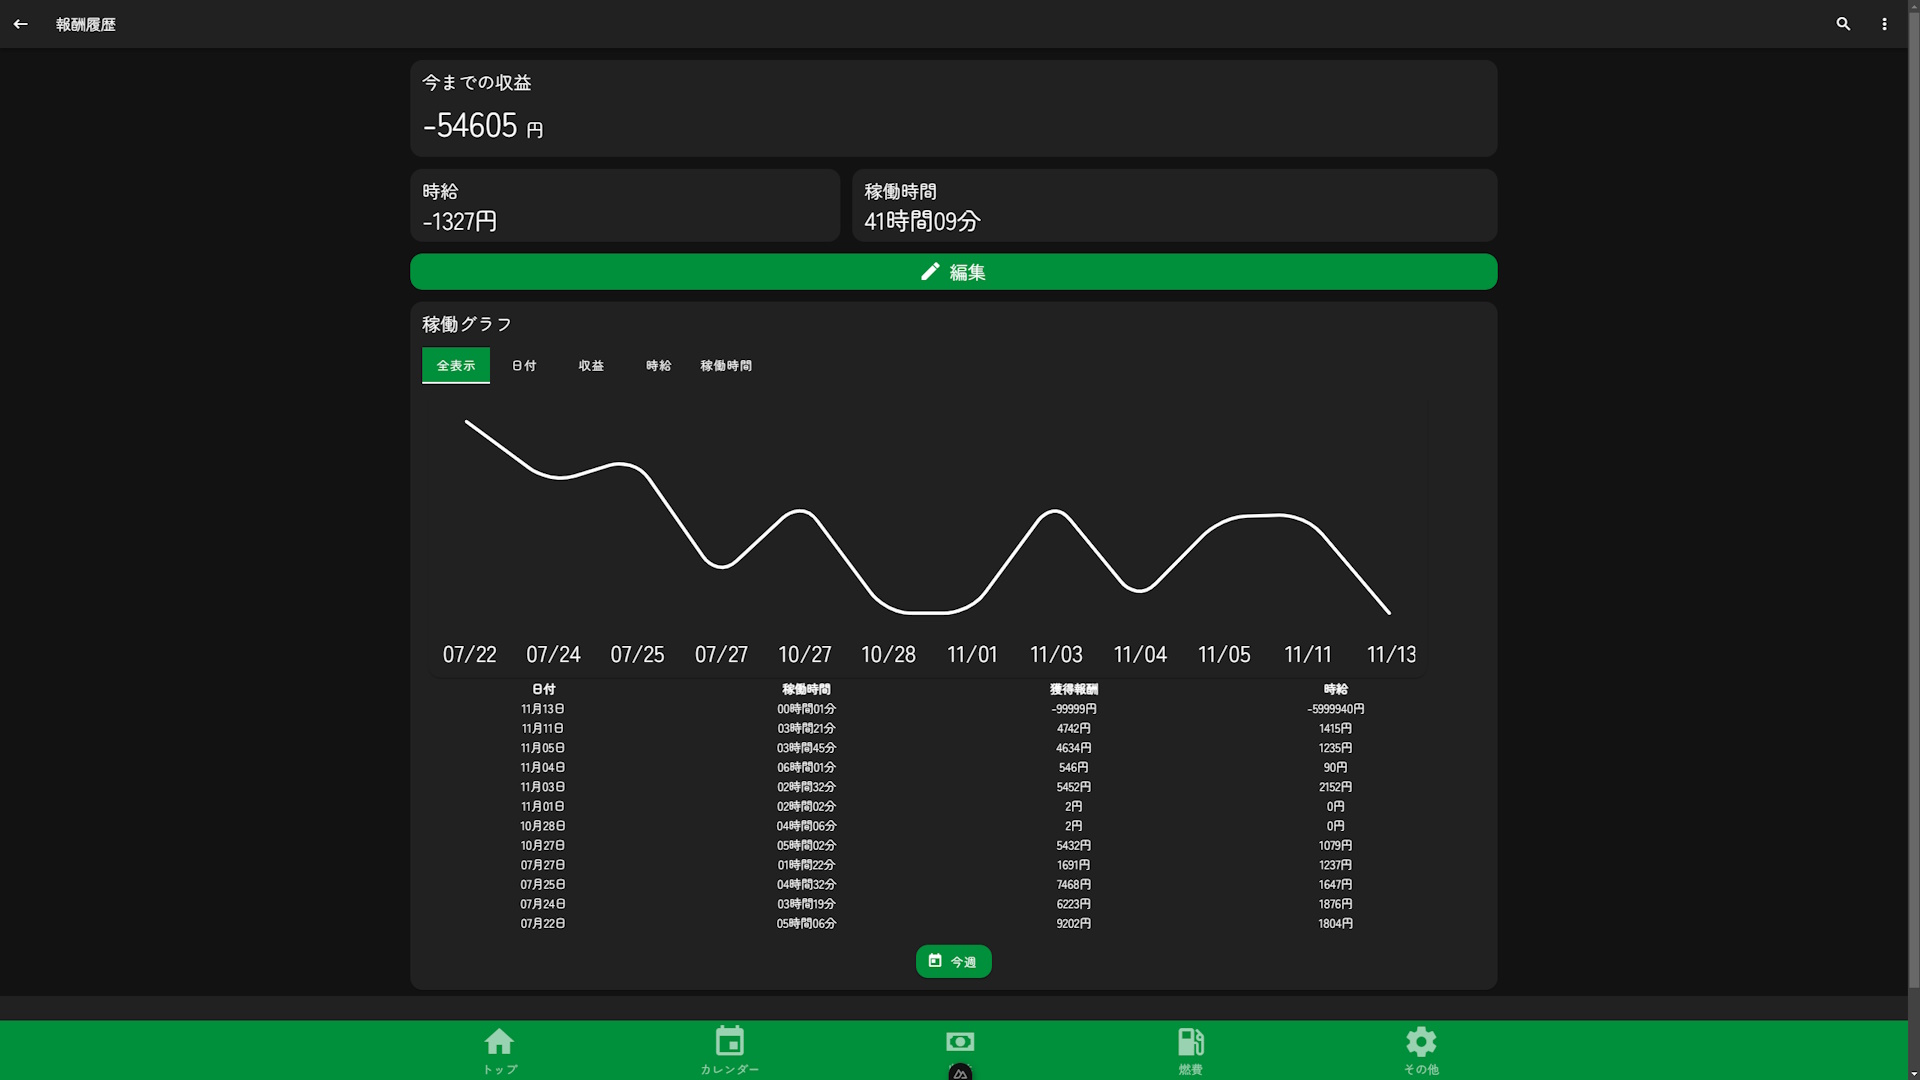 報酬履歴
今までの収益
-54605 円
時給
-1327円
稼働時間
41時間09分
編集
稼働グラフ
全表示 日付 収益 時給 稼働時間
07/22 07/24 07/25 07/27 10/27 10/28 11/01 11/03 11/04 11/05 11/11 11/13
日付 稼働時間 獲得報酬 時給
11月13日 00時間01分 -99999円 -5999940円
11月11日 03時間21分 4742円 1415円
11月05日 03時間45分 4634円 1235円
11月04日 06時間01分 546円 90円
11月03日 02時間32分 5452円 2152円
11月01日 02時間02分 2円 0円
10月28日 04時間06分 2円 0円
10月27日 05時間02分 5432円 1079円
07月27日 01時間22分 1691円 1237円
07月25日 04時間32分 7468円 1647円
07月24日 03時間19分 6223円 1876円
07月22日 05時間06分 9202円 1804円
今週
トップ カレンダー 燃費 その他